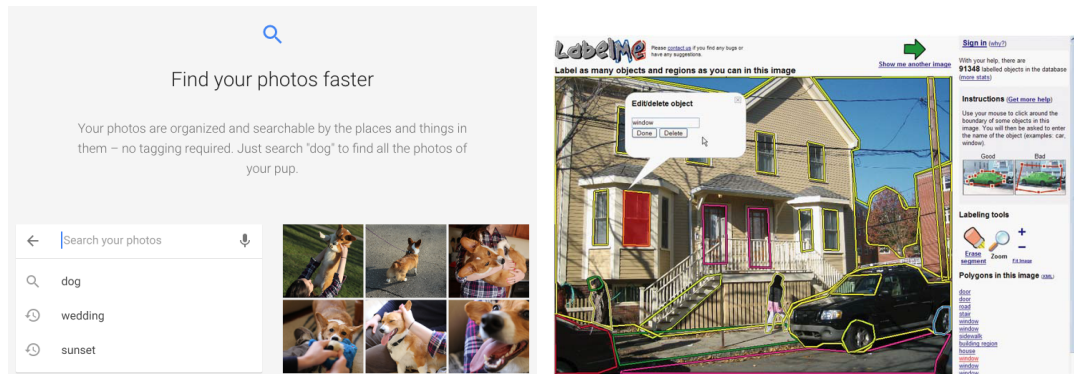 Find your photos faster
Your photos are organized and searchable by the places and things in
them – no tagging required. Just search "dog" to find all the photos of
your pup.
Search your photos
dog
wedding
sunset
LabelMe
Please contact us if you find any bugs or
have any suggestions.
Label as many objects and regions as you can in this image
Show me another image
Edit/delete object
window
Done Delete
Sign in (why?)
With your help, there are
91348 labelled objects in the database
(more stats)
Instructions (Get more help)
Use your mouse to click around the
boundary of some objects in this
image. You will then be asked to enter
the name of the object (examples: car,
window).
Good Bad
Labeling tools
Erase
segment
Zoom
Fit Image
Polygons in this image (XML)
door
door
road
stair
window
window
sidewalk
building region
house
window
window
window